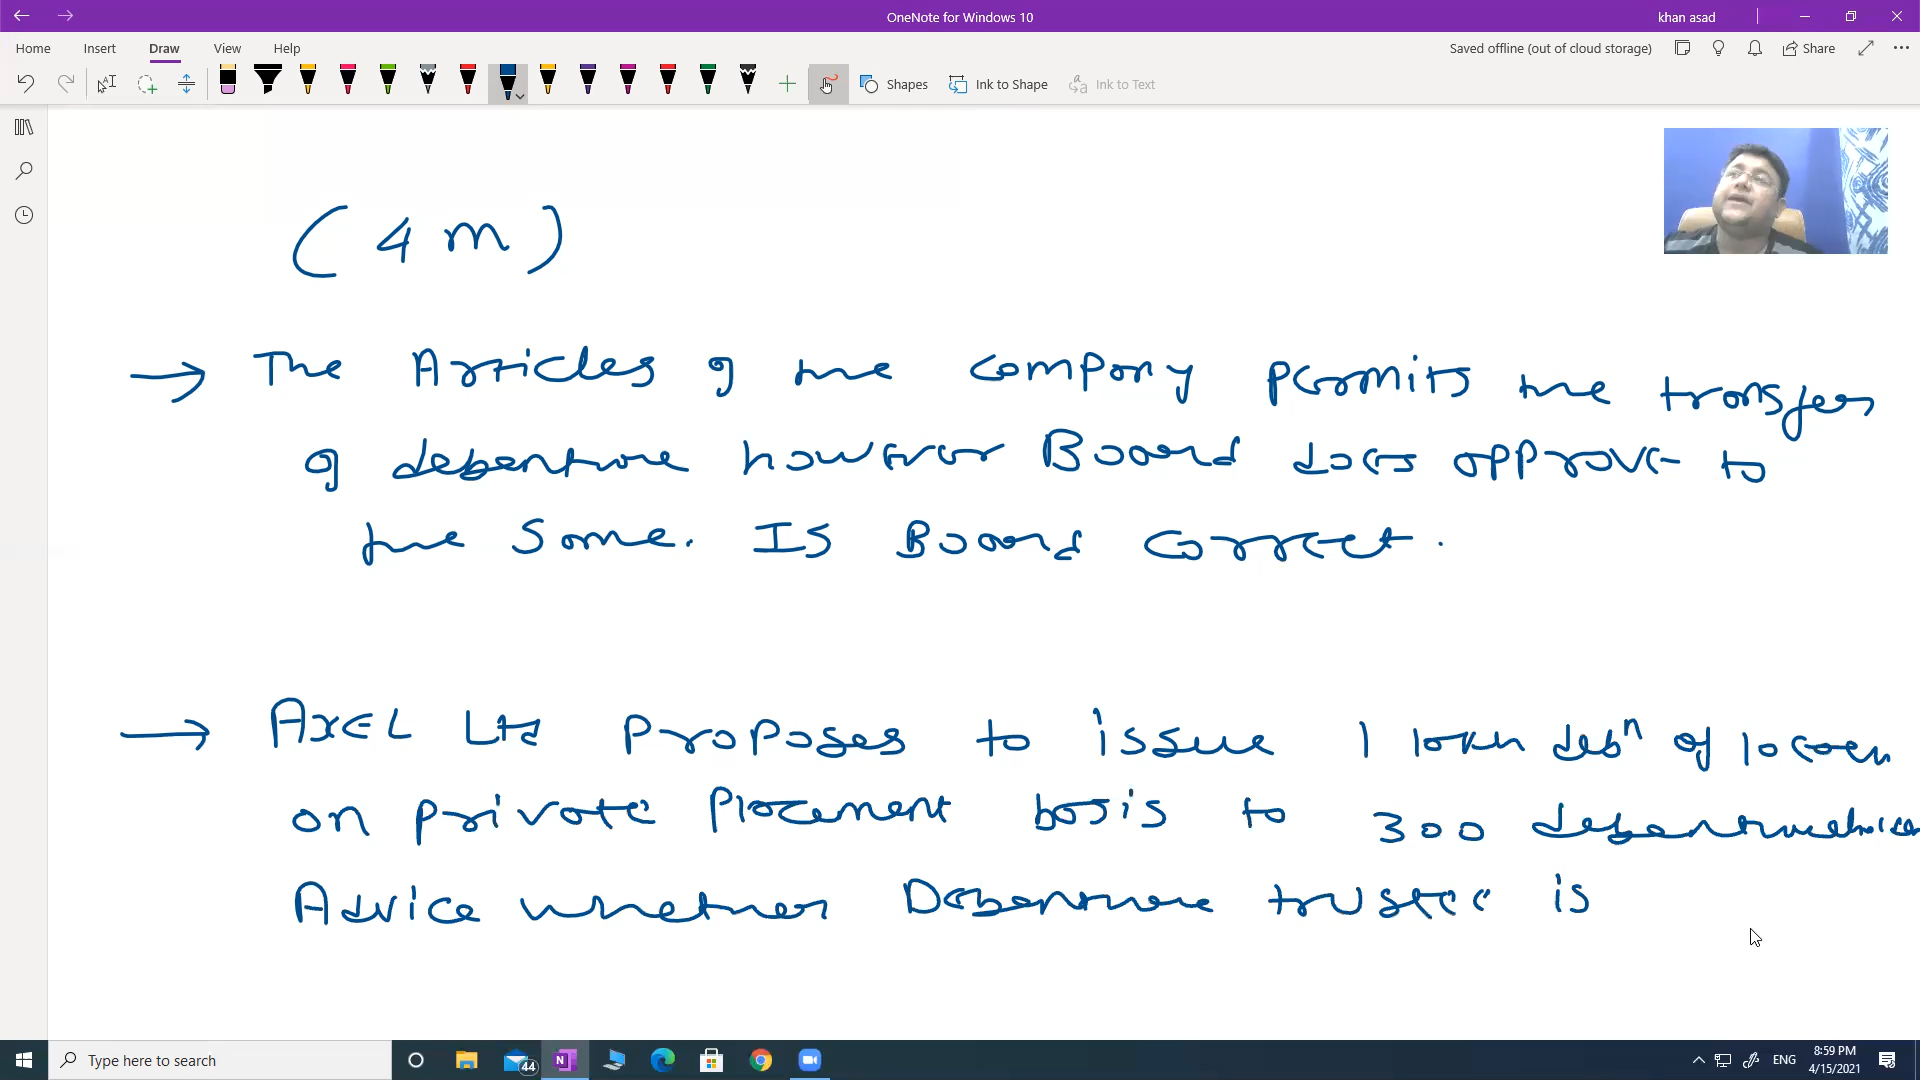 OneNote for Windows 10
khan asad
Home Insert Draw View Help
Saved offline (out of cloud storage) Share
Shapes Ink to Shape Ink to Text
(4 m)
→ The Articles of the company permits the transfer
of debenture however Board does approve to
the same. Is Board correct.
→ AXEL Ltd proposes to issue 1 lakh debn of 10 each
on private placement basis to 300 debentureholder
Advice whether Debenture trustee is
Type here to search
44
ENG
8:59 PM
4/15/2021